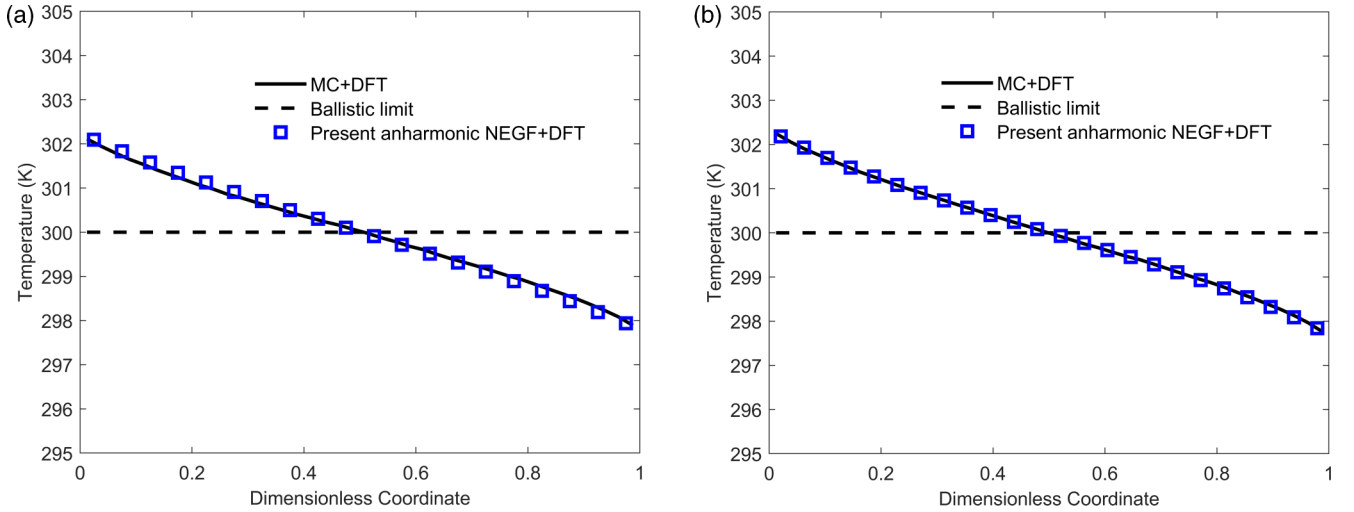 (a)
305
304
303
302
301
300
299
298
297
296
295
Temperature (K)
MC+DFT
Ballistic limit
Present anharmonic NEGF+DFT
0 0.2 0.4 0.6 0.8 1
Dimensionless Coordinate
(b)
305
304
303
302
301
300
299
298
297
296
295
Temperature (K)
MC+DFT
Ballistic limit
Present anharmonic NEGF+DFT
0 0.2 0.4 0.6 0.8 1
Dimensionless Coordinate